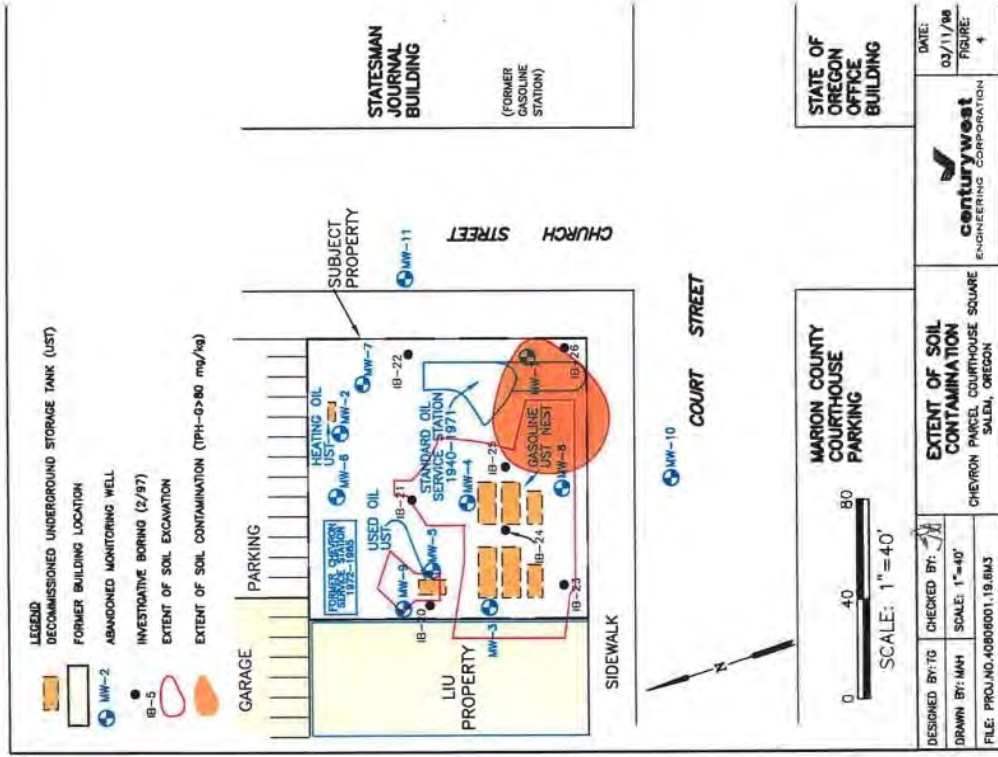 LEGEND
DECOMMISSIONED UNDERGROUND STORAGE TANK (UST)
FORMER BUILDING LOCATION
MW-2
ABANDONED MONITORING WELL
IB-5
INVESTIGATIVE BORING (2/97)
EXTENT OF SOIL EXCAVATION
EXTENT OF SOIL CONTAMINATION (TPH-G>80 mg/kg)
GARAGE
PARKING
SUBJECT
PROPERTY
STATESMAN
JOURNAL
BUILDING
(FORMER
GASOLINE
STATION)
CHURCH STREET
MW-11
FORMER CHEVRON
SERVICE STATION
1972-1985
HEATING OIL
UST
MW-2
MW-7
MW-6
IB-22
USED OIL
UST
IB-21
STANDARD OIL
SERVICE STATION
1940-1971
MW-9
MW-5
IB-20
MW-4
IB-25
GASOLINE
UST NEST
IB-26
MW-8
IB-24
IB-23
MW-3
LIU
PROPERTY
SIDEWALK
MW-10
COURT STREET
N
MARION COUNTY
COURTHOUSE
PARKING
STATE OF
OREGON
OFFICE
BUILDING
0 40 80
SCALE: 1"=40'
DESIGNED BY: TG
CHECKED BY:
DRAWN BY: MAH
SCALE: 1"=40'
FILE: PROJ.NO.40806001.19.6M3
EXTENT OF SOIL
CONTAMINATION
CHEVRON PARCEL COURTHOUSE SQUARE
SALEM, OREGON
centurywest
ENGINEERING CORPORATION
DATE:
03/11/98
FIGURE:
4